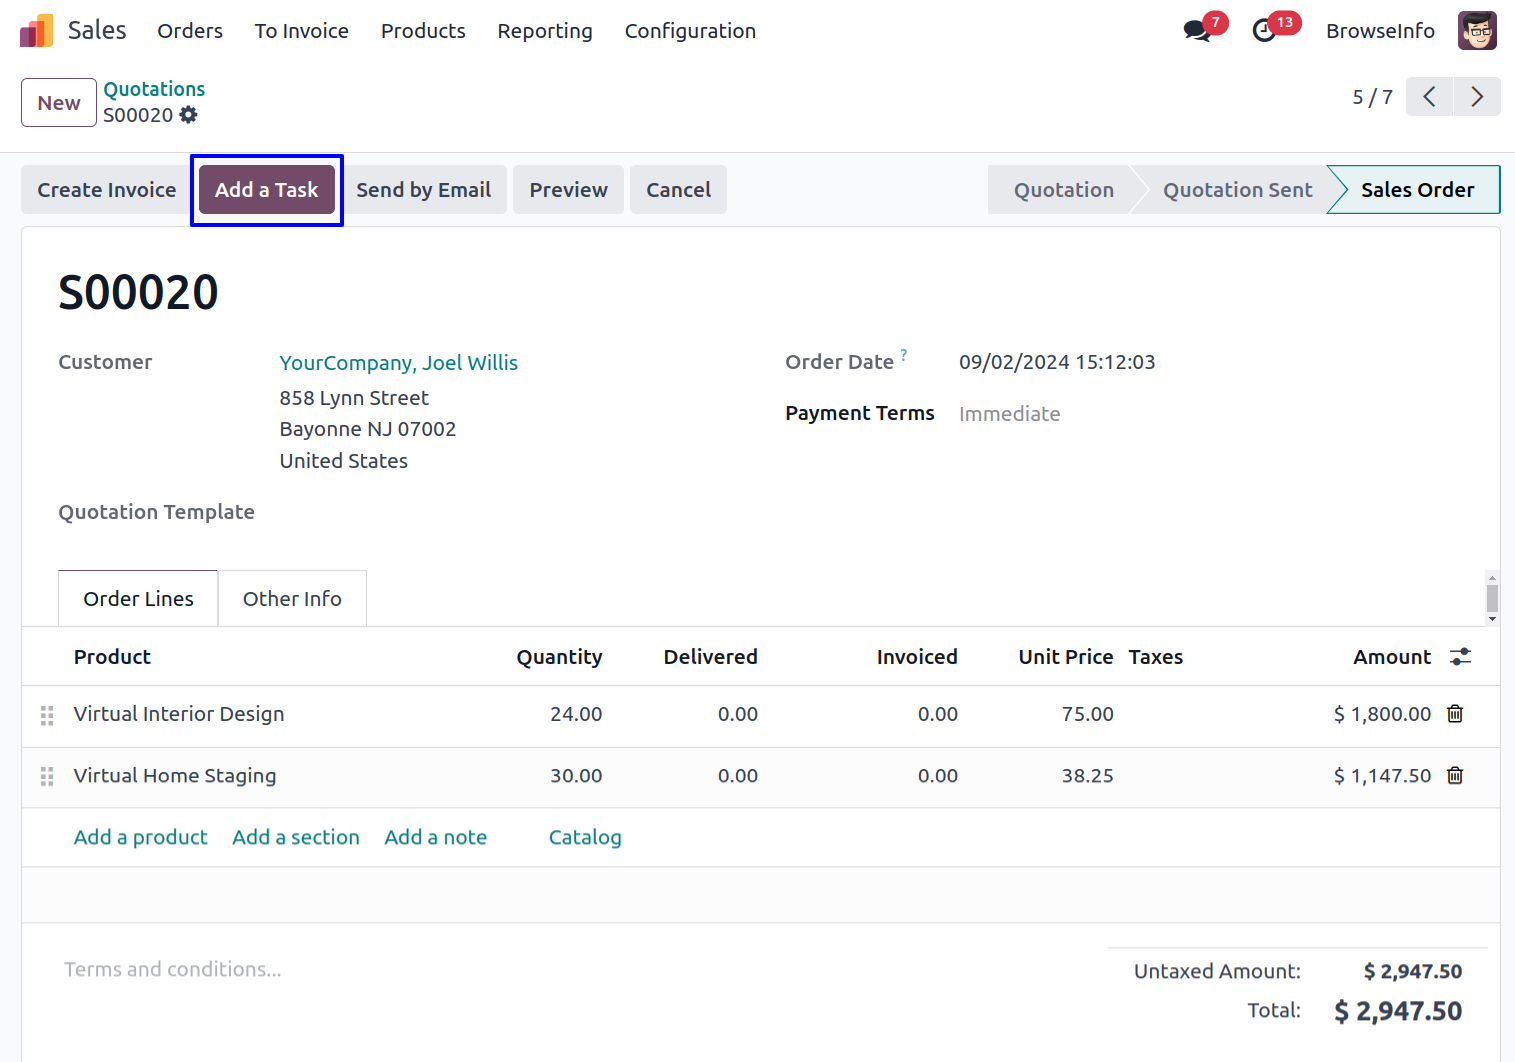 Sales Orders To Invoice Products Reporting Configuration 7 13 BrowseInfo
New Quotations
S00020
5 / 7
Create Invoice Add a Task Send by Email Preview Cancel Quotation Quotation Sent Sales Order
S00020
Customer YourCompany, Joel Willis Order Date ? 09/02/2024 15:12:03
858 Lynn Street
Bayonne NJ 07002
United States
Payment Terms Immediate
Quotation Template
Order Lines Other Info
Product Quantity Delivered Invoiced Unit Price Taxes Amount
Virtual Interior Design 24.00 0.00 0.00 75.00 $ 1,800.00
Virtual Home Staging 30.00 0.00 0.00 38.25 $ 1,147.50
Add a product Add a section Add a note Catalog
Terms and conditions...
Untaxed Amount: $ 2,947.50
Total: $ 2,947.50